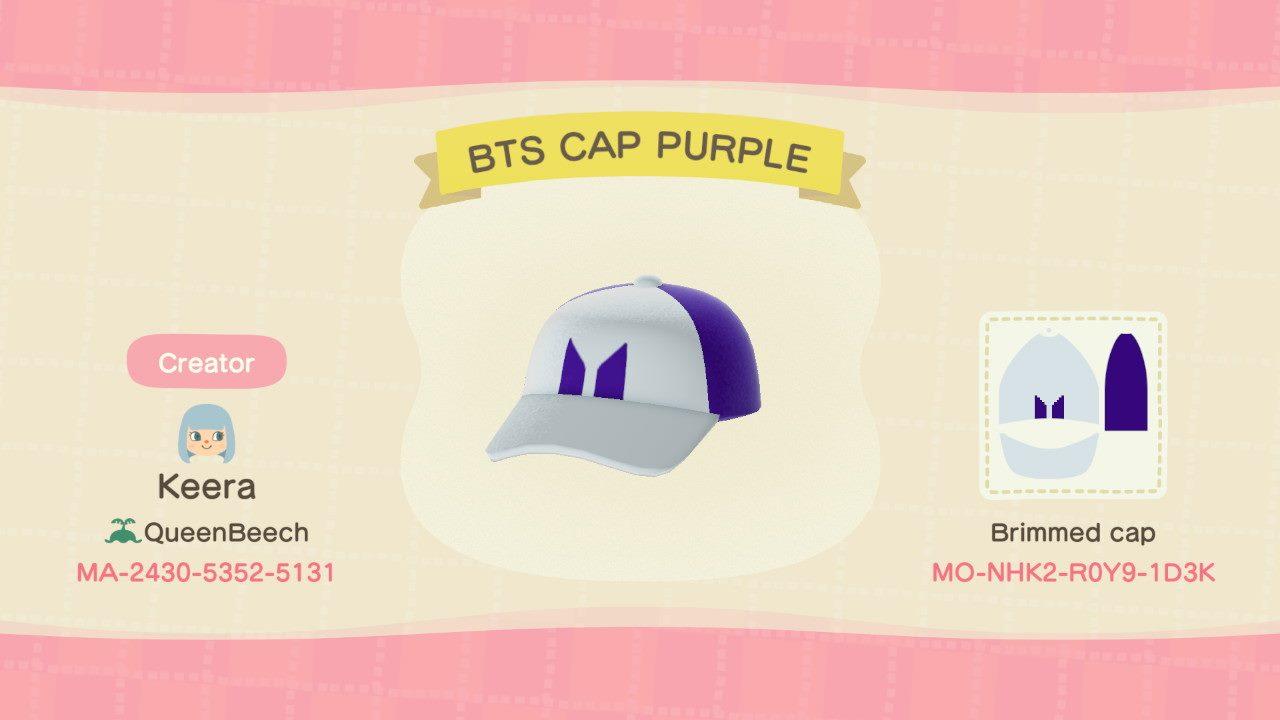 BTS CAP PURPLE
Creator
Keera
QueenBeech
MA-2430-5352-5131
Brimmed cap
MO-NHK2-R0Y9-1D3K